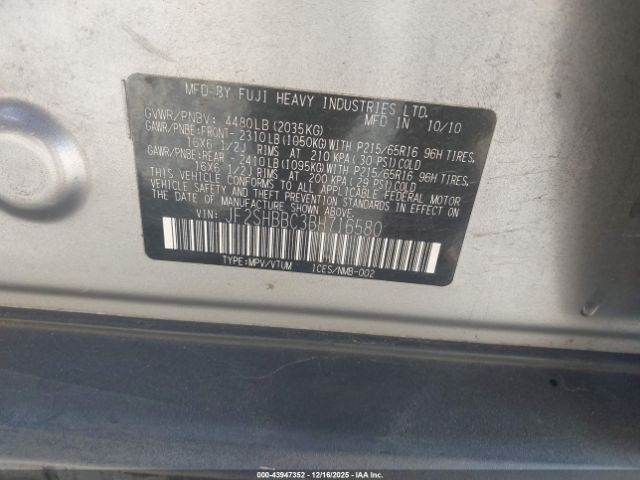 MFD-BY FUJI HEAVY INDUSTRIES LTD.
GVWR/PNBV: 4480LB(2035KG) MFD IN 10/10
GAWR/PNBE:FRONT- 2310LB(1050KG)WITH P215/65R16 96H TIRES,
16X6 1/2J RIMS AT 210 KPA(30 PSI)COLD
GAWR/PNBE:REAR - 2410LB(1095KG)WITH P215/65R16 96H TIRES,
16X6 1/2J RIMS AT 200 KPA(29 PSI)COLD
THIS VEHICLE CONFORMS TO ALL APPLICABLE FEDERAL MOTOR
VEHICLE SAFETY AND THEFT PREVENTION STANDARDS IN EFFECT ON
THE DATE OF MANUFACTURE SHOWN ABOVE.
VIN:
TYPE:MPV/VTUM ICES/NMB-002
000-43947352 - 12/16/2025 - IAA Inc.